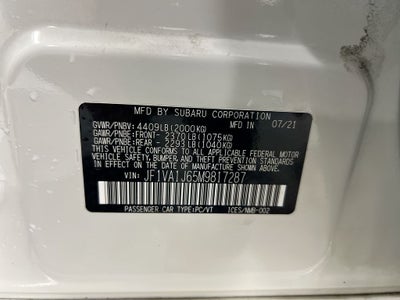 MFD BY SUBARU CORPORATION 07/21
GVWR/PNBV: 4409LB(2000KG)
GAWR/PNBE:FRONT- 2370LB(1075KG)
GAWR/PNBE:REAR - 2293LB(1040KG)
THIS VEHICLE CONFORMS TO ALL APPLICABLE FEDERAL MOTOR VEHICLE
SAFETY, BUMPER, AND THEFT PREVENTION STANDARDS
IN EFFECT ON THE DATE OF MANUFACTURE SHOWN ABOVE.
VIN: JF1VA1J65M9817287
PASSENGER CAR TYPE:PC/VT ICES/NMB-002